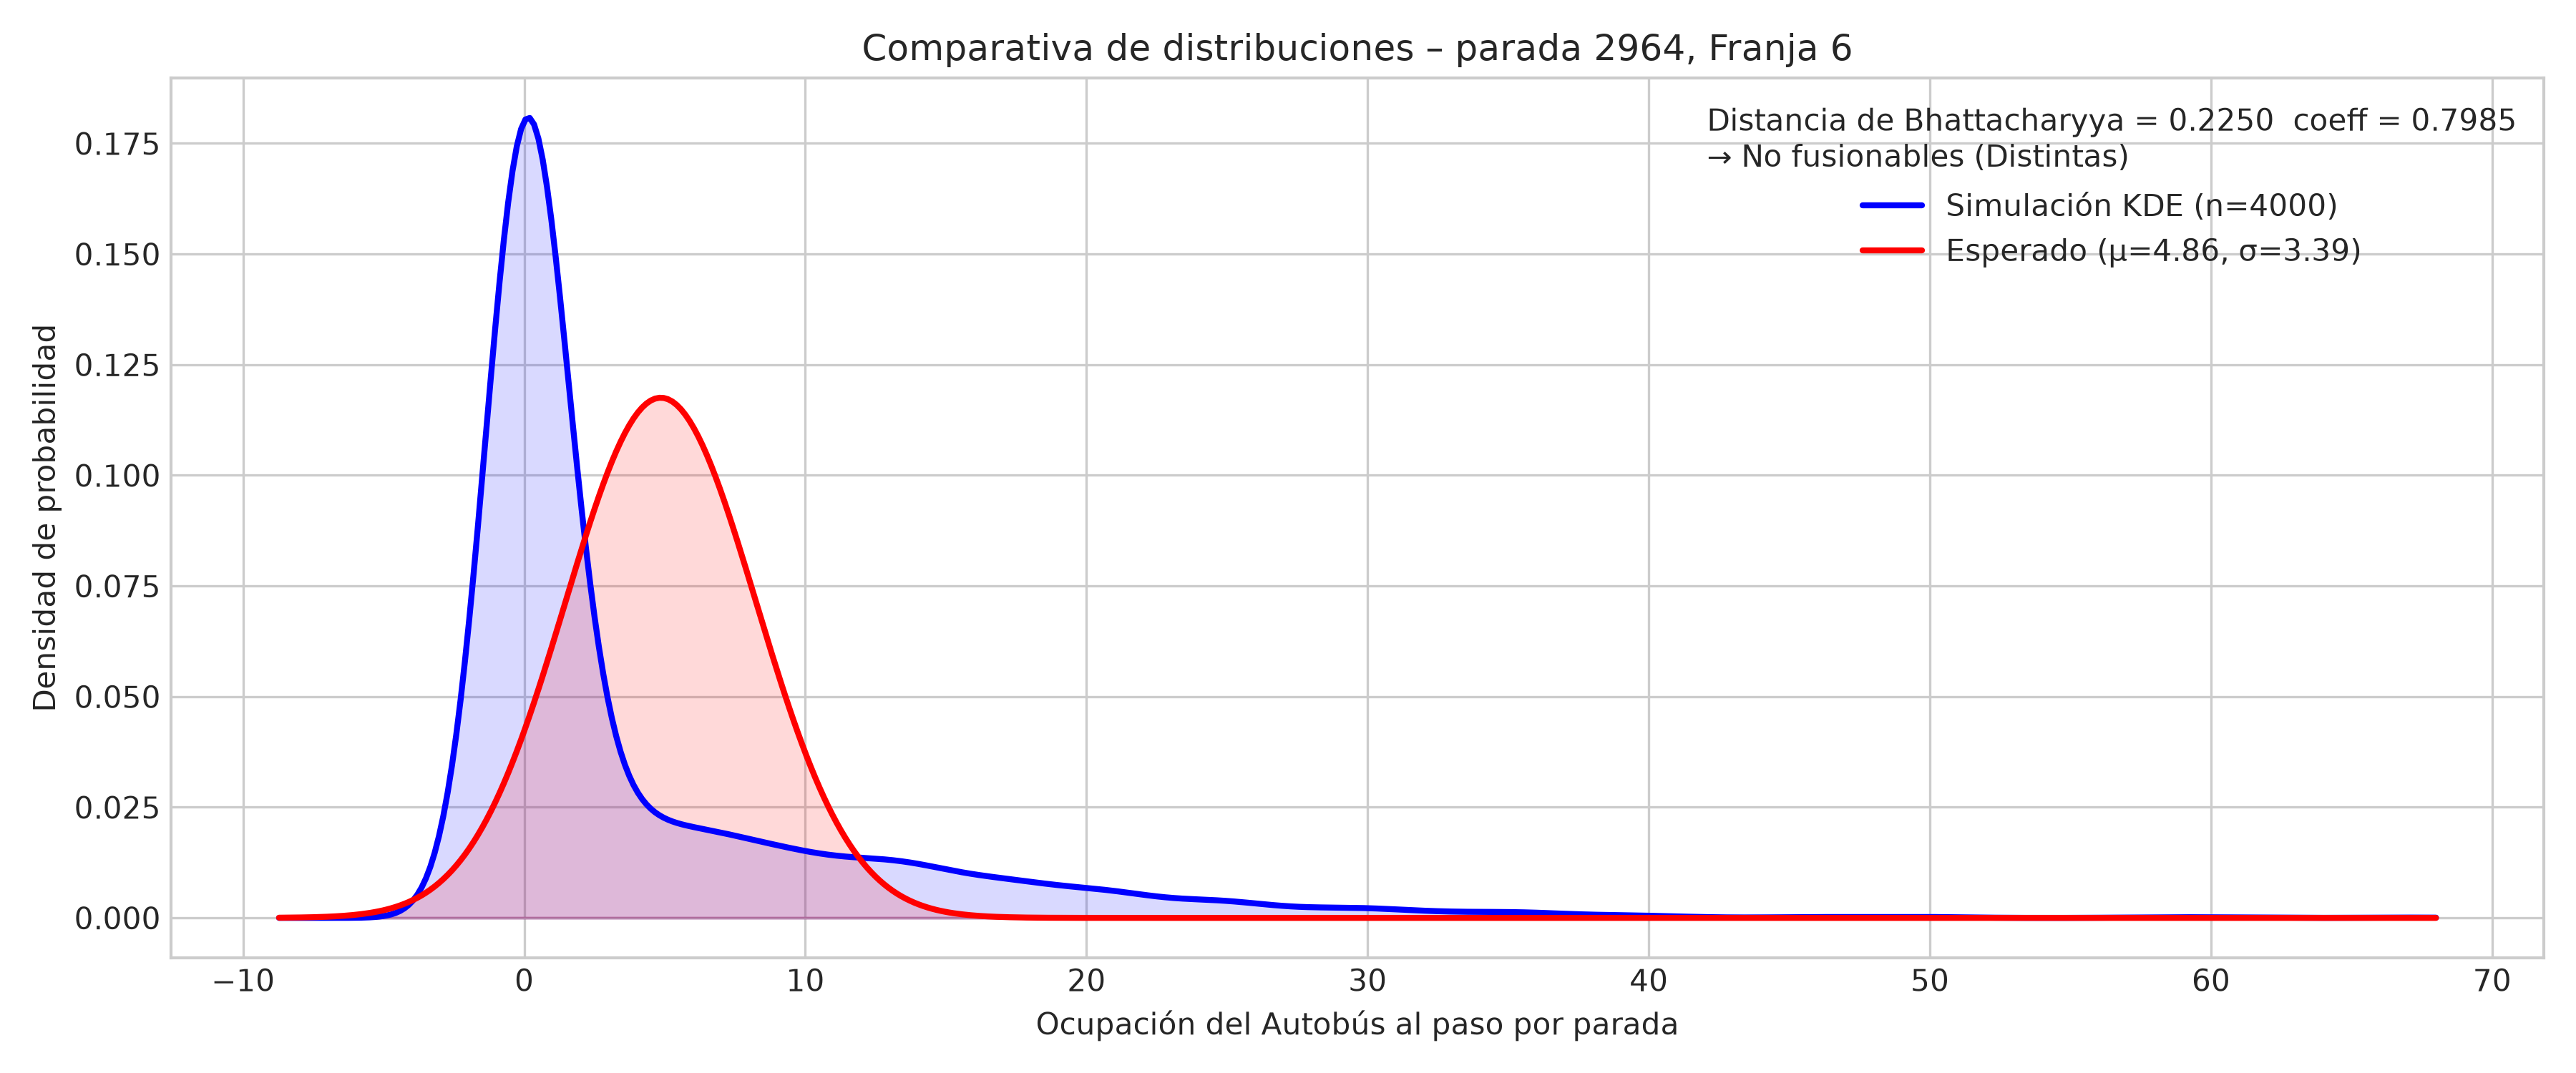 Comparativa de distribuciones – parada 2964, Franja 6
Distancia de Bhattacharyya = 0.2250  coeff = 0.7985
→ No fusionables (Distintas)
Simulación KDE (n=4000)
Esperado (μ=4.86, σ=3.39)
Densidad de probabilidad
0.175
0.150
0.125
0.100
0.075
0.050
0.025
0.000
−10 0 10 20 30 40 50 60 70
Ocupación del Autobús al paso por parada